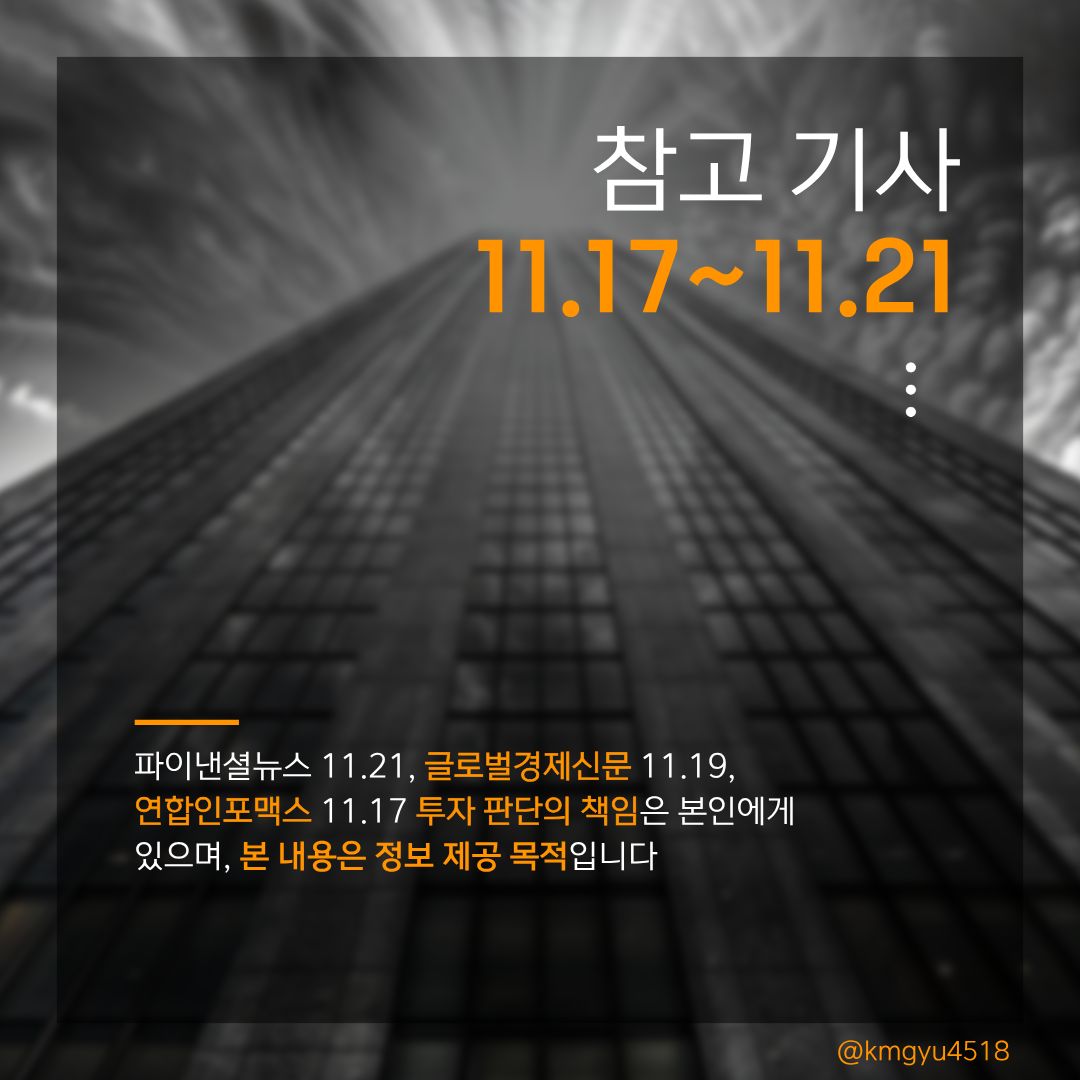 참고 기사
11.17~11.21
파이낸셜뉴스 11.21, 글로벌경제신문 11.19,
연합인포맥스 11.17 투자 판단의 책임은 본인에게
있으며, 본 내용은 정보 제공 목적입니다
@kmgyu4518